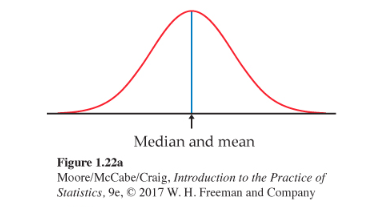 Median and mean
Figure 1.22a
Moore/McCabe/Craig, Introduction to the Practice of
Statistics, 9e, © 2017 W. H. Freeman and Company